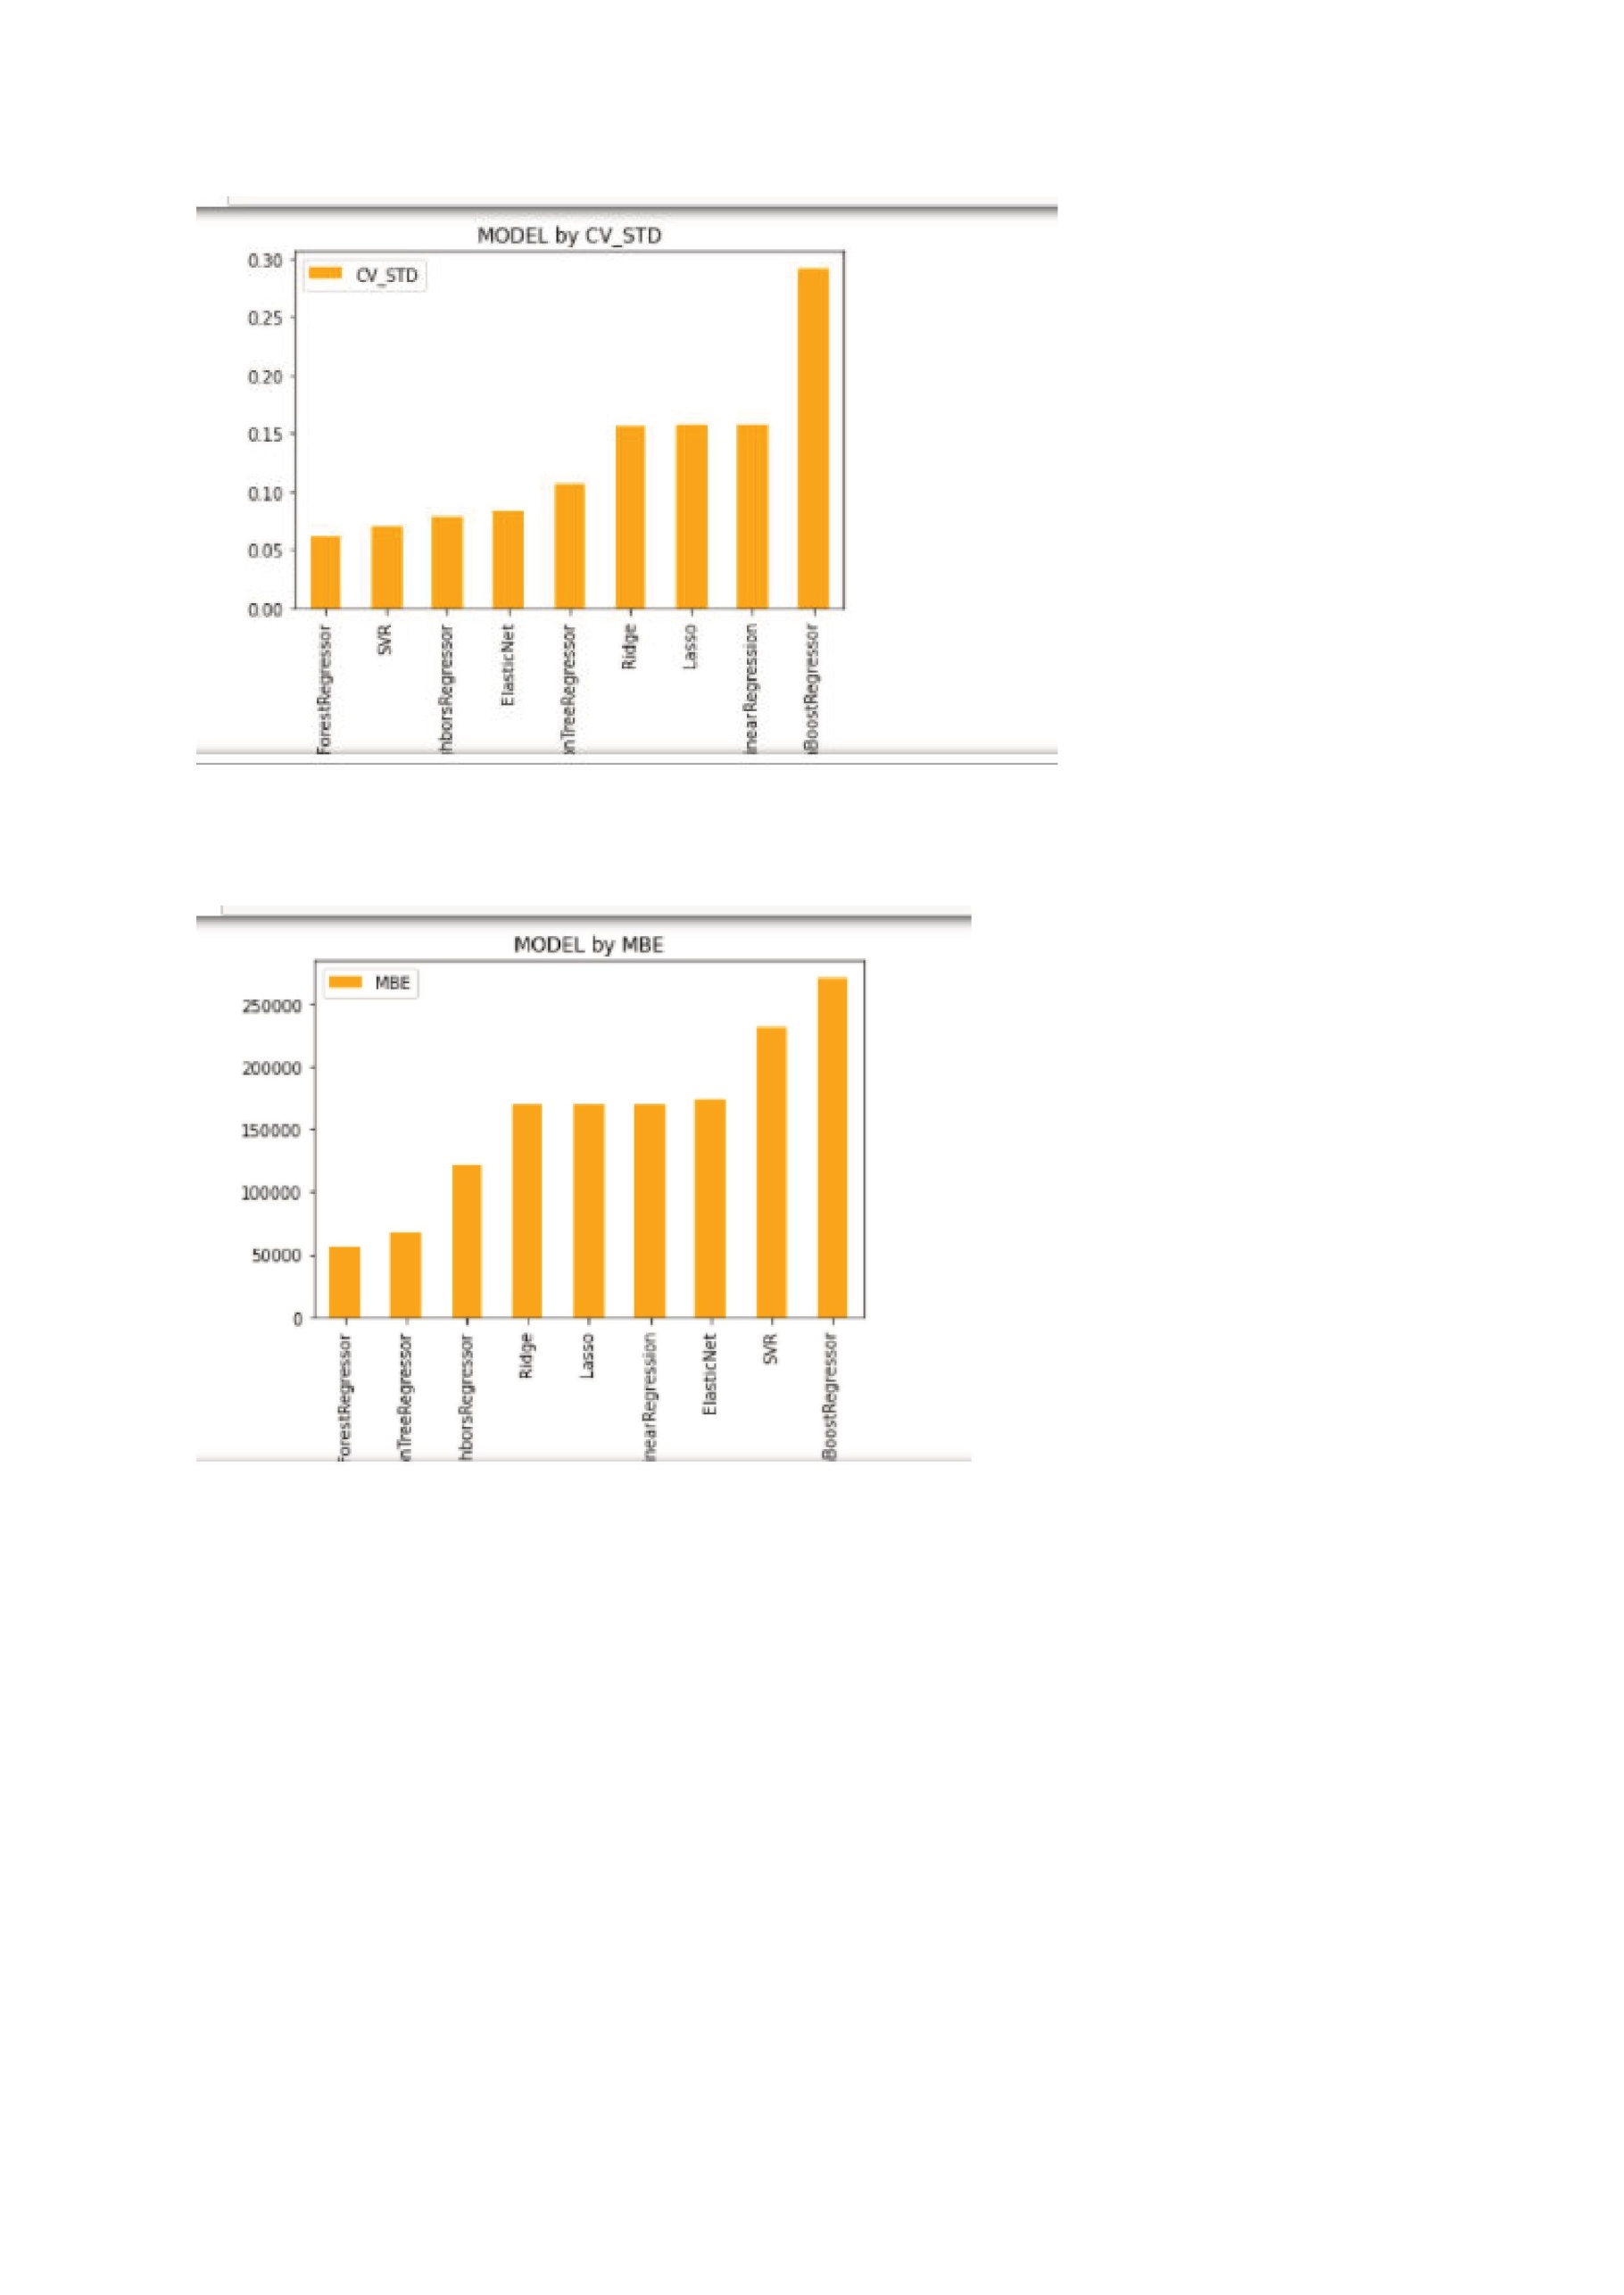 MODEL by CV_STD
CV_STD
0.30
0.25
0.20
0.15
0.10
0.05
0.00
ForestRegressor
SVR
hborsRegressor
ElasticNet
nTreeRegressor
Ridge
Lasso
inearRegression
BoostRegressor
MODEL by MBE
MBE
250000
200000
150000
100000
50000
0
ForestRegressor
nTreeRegressor
hborsRegressor
Ridge
Lasso
inearRegression
ElasticNet
SVR
BoostRegressor